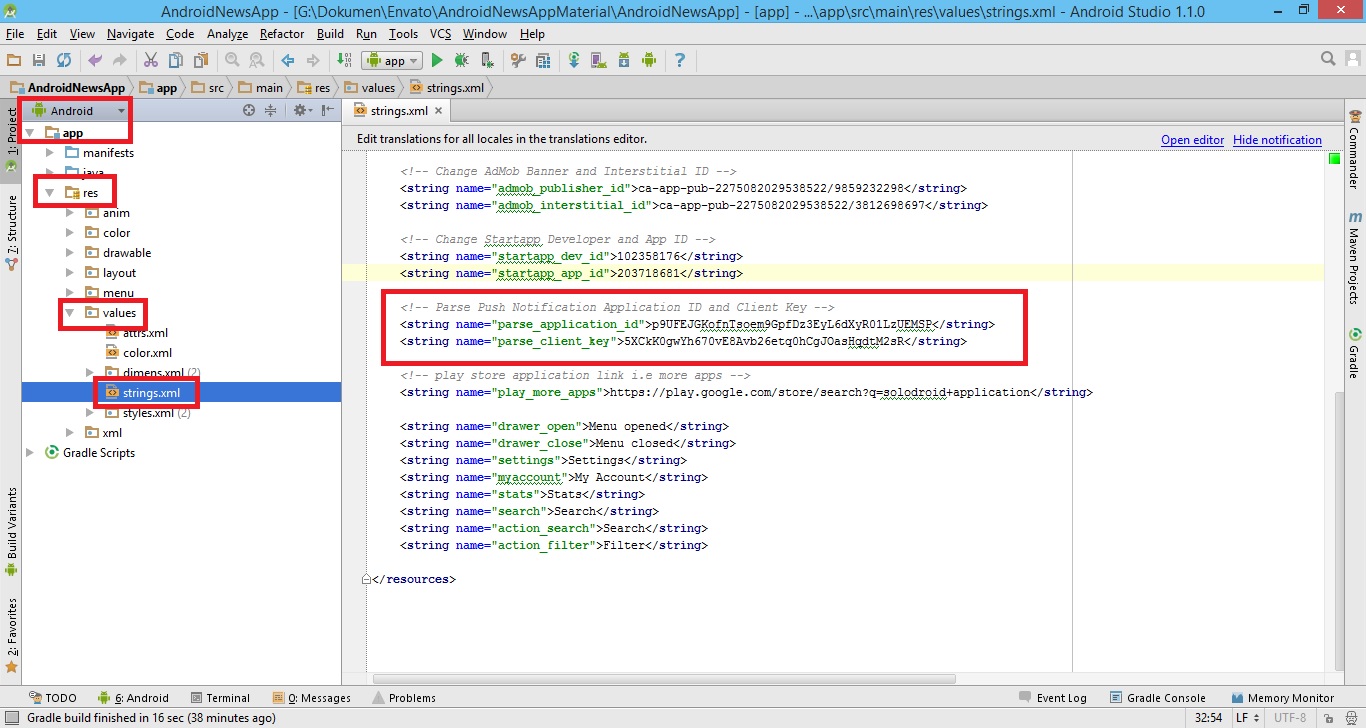 AndroidNewsApp - [G:\Dokumen\Envato\AndroidNewsAppMaterial\AndroidNewsApp] - [app] - ...\app\src\main\res\values\strings.xml - Android Studio 1.1.0
File Edit View Navigate Code Analyze Refactor Build Run Tools VCS Window Help
app
AndroidNewsApp app src main res values strings.xml
1: Project
7: Structure
Build Variants
2: Favorites
Android
app
manifests
java
res
anim
color
drawable
layout
menu
values
attrs.xml
color.xml
dimens.xml (2)
strings.xml
styles.xml (2)
xml
Gradle Scripts
strings.xml
Edit translations for all locales in the translations editor. Open editor Hide notification
<!-- Change AdMob Banner and Interstitial ID -->
<string name="admob_publisher_id">ca-app-pub-2275082029538522/9859232298</string>
<string name="admob_interstitial_id">ca-app-pub-2275082029538522/3812698697</string>
<!-- Change Startapp Developer and App ID -->
<string name="startapp_dev_id">102358176</string>
<string name="startapp_app_id">203718681</string>
<!-- Parse Push Notification Application ID and Client Key -->
<string name="parse_application_id">p9UFEJGKofnTsoem9GpfDz3EyL6dXyR01LzUEMSP</string>
<string name="parse_client_key">5XCkK0gwYh670vE8Avb26etq0hCgJOasHqdtM2sR</string>
<!-- play store application link i.e more apps -->
<string name="play_more_apps">https://play.google.com/store/search?q=solodroid+application</string>
<string name="drawer_open">Menu opened</string>
<string name="drawer_close">Menu closed</string>
<string name="settings">Settings</string>
<string name="myaccount">My Account</string>
<string name="stats">Stats</string>
<string name="search">Search</string>
<string name="action_search">Search</string>
<string name="action_filter">Filter</string>
</resources>
Commander
Maven Projects
Gradle
TODO 6: Android Terminal 0: Messages Problems Event Log Gradle Console Memory Monitor
Gradle build finished in 16 sec (38 minutes ago) 32:54 LF UTF-8